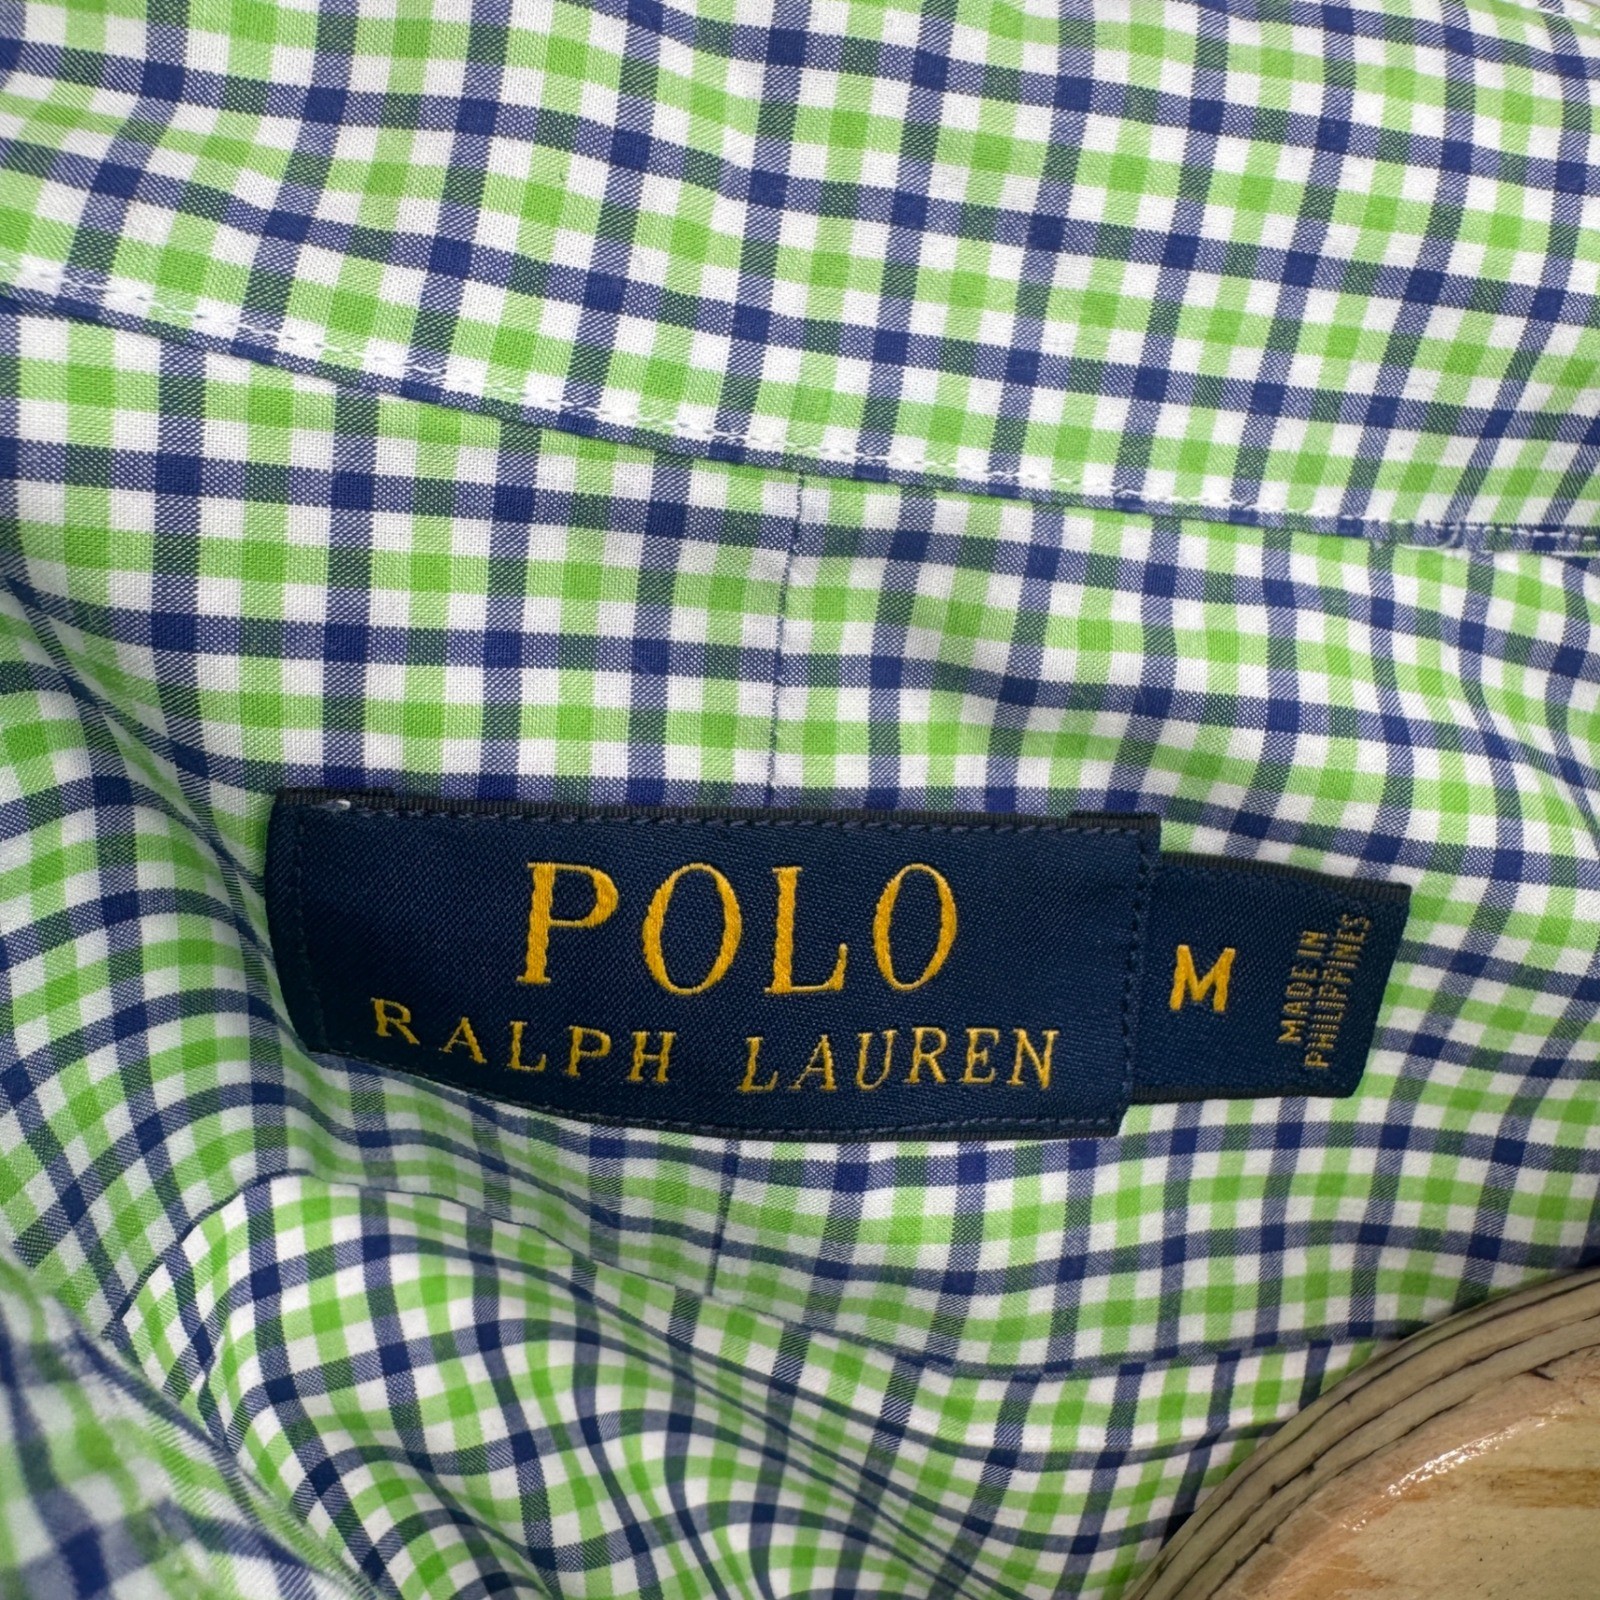 POLO
RALPH LAUREN
M
MADE IN
PHILIPPINES